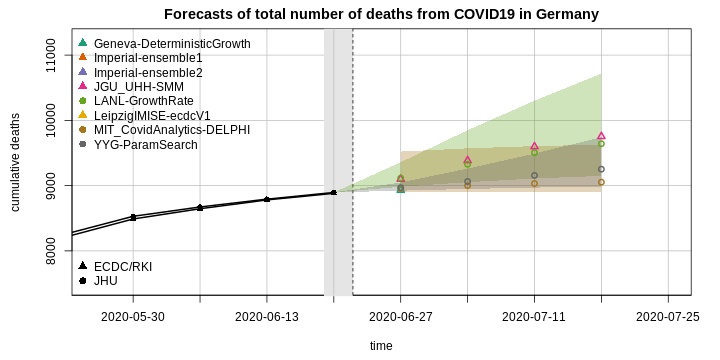 Forecasts of total number of deaths from COVID19 in Germany
Geneva-DeterministicGrowth
Imperial-ensemble1
Imperial-ensemble2
JGU_UHH-SMM
LANL-GrowthRate
LeipzigIMISE-ecdcV1
MIT_CovidAnalytics-DELPHI
YYG-ParamSearch
ECDC/RKI
JHU
cumulative deaths
11000
10000
9000
8000
2020-05-30
2020-06-13
2020-06-27
2020-07-11
2020-07-25
time